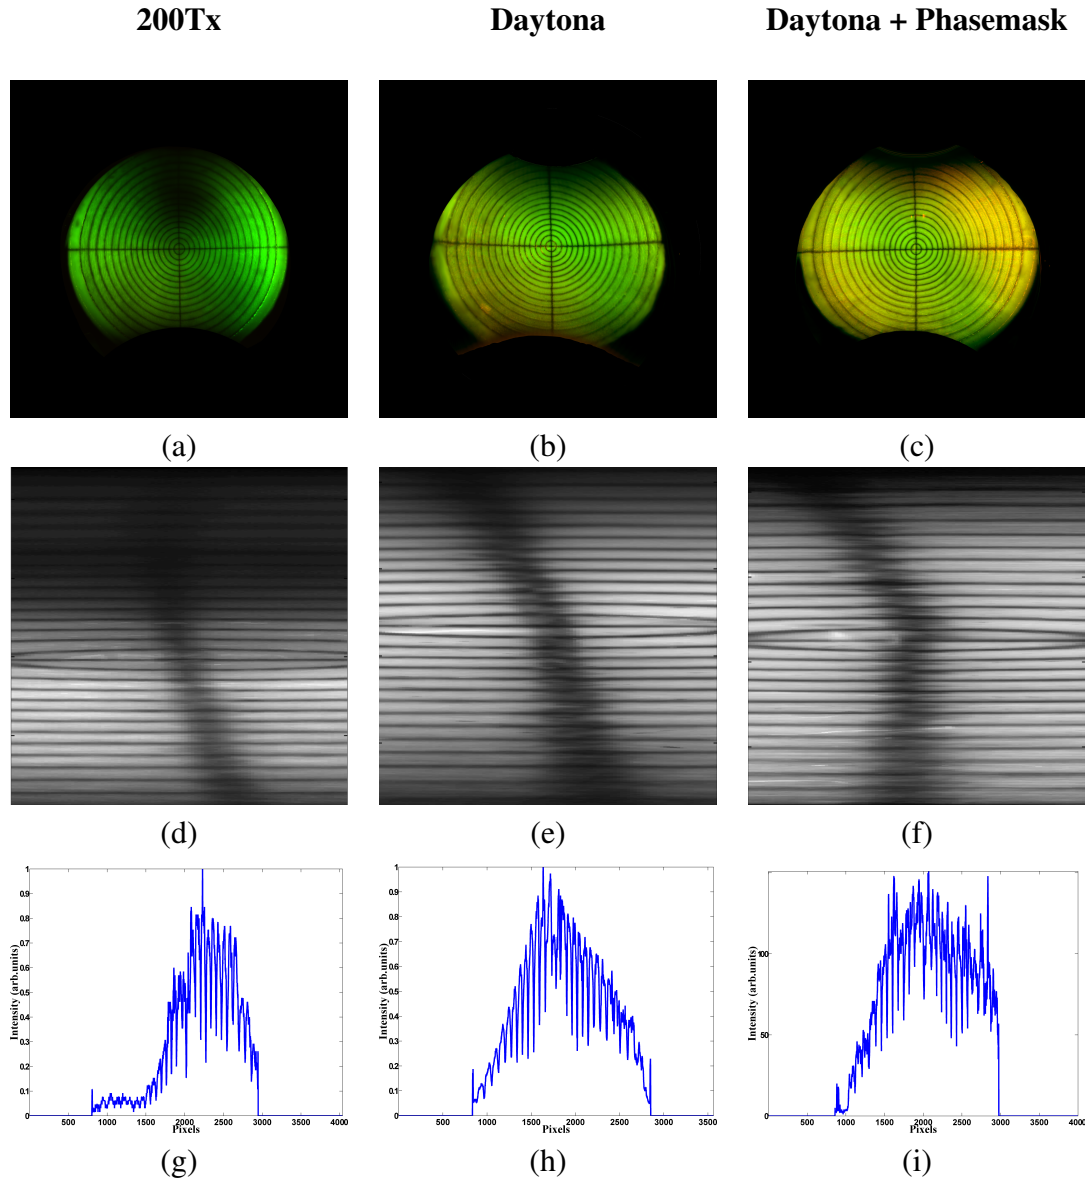 200Tx Daytona Daytona + Phasemask
(a) (b) (c)
(d) (e) (f)
Intensity (arb.units)
1
0.9
0.8
0.7
0.6
0.5
0.4
0.3
0.2
0.1
0
500 1000 1500 2000 2500 3000 3500 4000
Pixels
Intensity (arb.units)
1
0.9
0.8
0.7
0.6
0.5
0.4
0.3
0.2
0.1
0
500 1000 1500 2000 2500 3000 3500
Pixels
Intensity (arb.units)
100
50
0
0 500 1000 1500 2000 2500 3000 3500 4000
Pixels
(g) (h) (i)